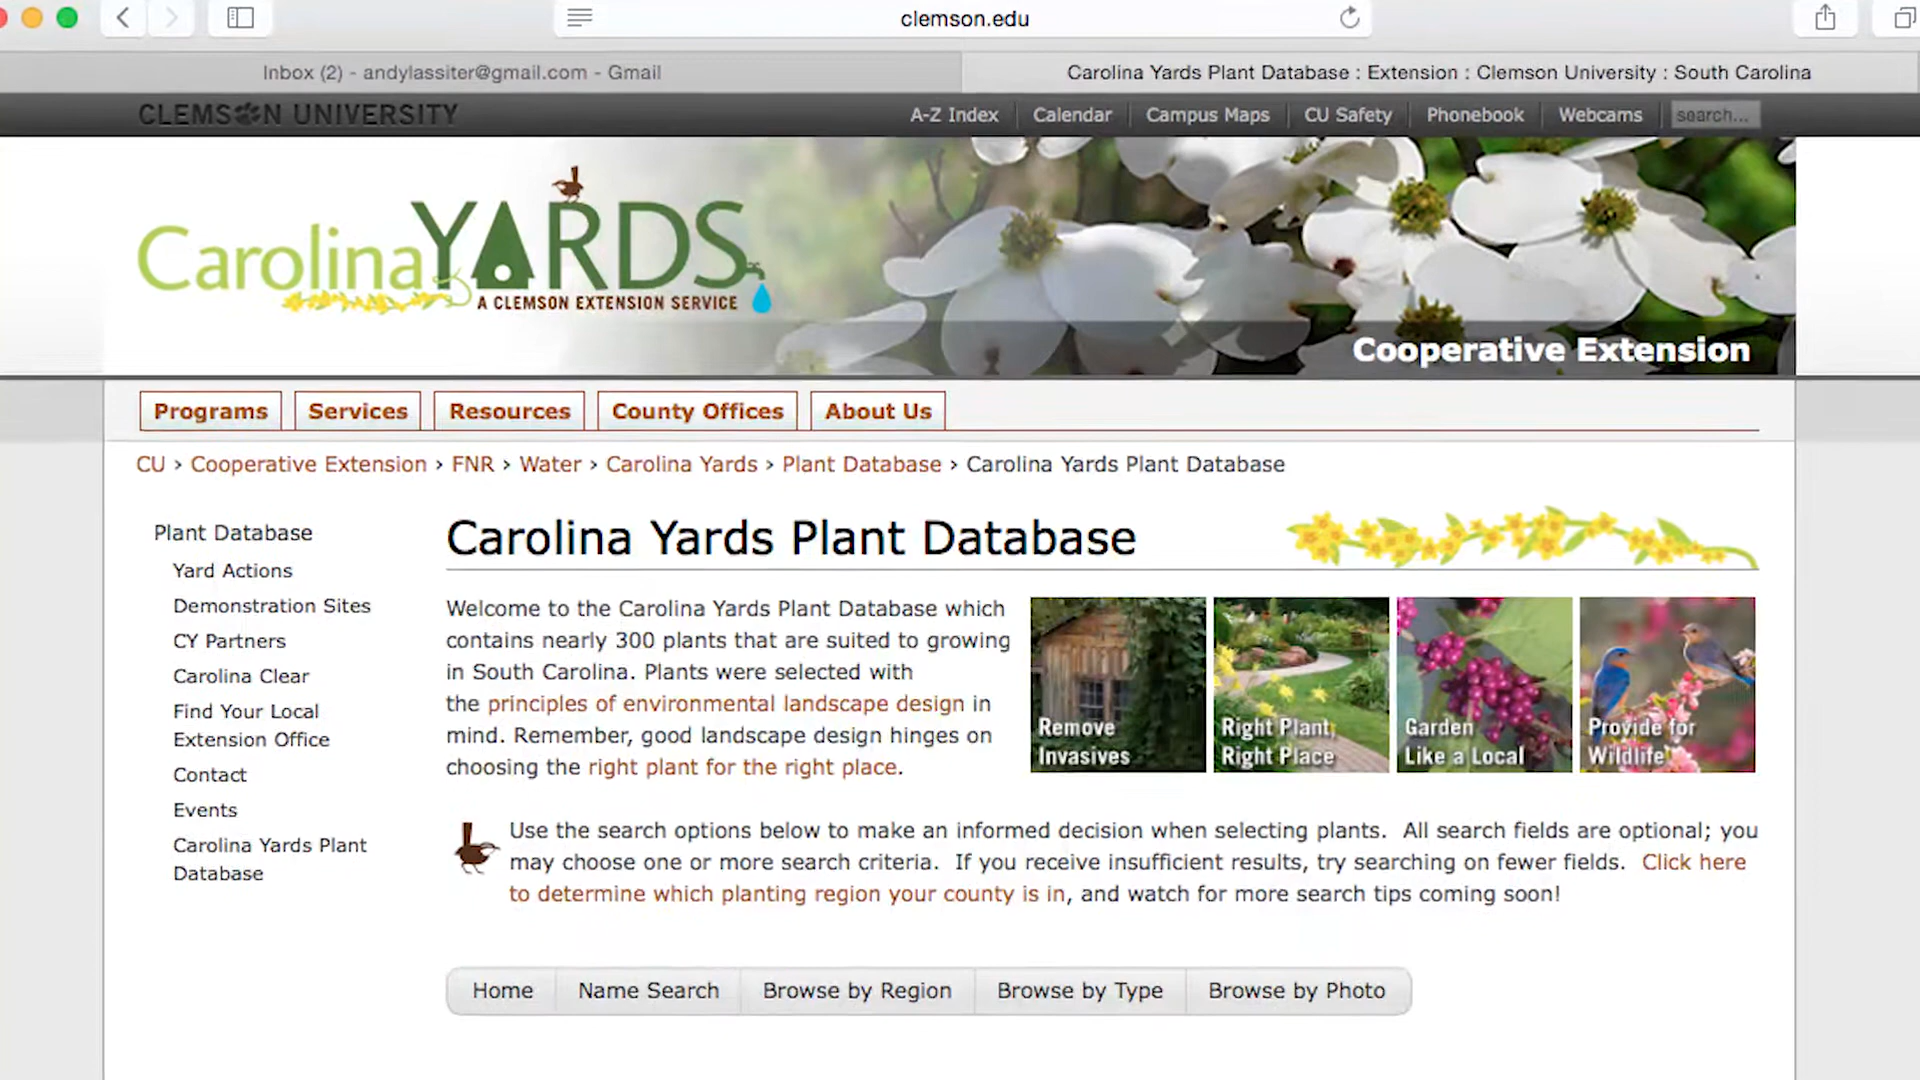 clemson.edu
Inbox (2) - andylassiter@gmail.com - Gmail
Carolina Yards Plant Database : Extension : Clemson University : South Carolina
CLEMSON UNIVERSITY
A-Z Index
Calendar
Campus Maps
CU Safety
Phonebook
Webcams
search...
Carolina YARDS
A CLEMSON EXTENSION SERVICE
Cooperative Extension
Programs
Services
Resources
County Offices
About Us
CU › Cooperative Extension › FNR › Water › Carolina Yards › Plant Database › Carolina Yards Plant Database
Plant Database
Yard Actions
Demonstration Sites
CY Partners
Carolina Clear
Find Your Local
Extension Office
Contact
Events
Carolina Yards Plant
Database
Carolina Yards Plant Database
Welcome to the Carolina Yards Plant Database which
contains nearly 300 plants that are suited to growing
in South Carolina. Plants were selected with
the principles of environmental landscape design in
mind. Remember, good landscape design hinges on
choosing the right plant for the right place.
Remove
Invasives
Right Plant,
Right Place
Garden
Like a Local
Provide for
Wildlife
Use the search options below to make an informed decision when selecting plants. All search fields are optional; you
may choose one or more search criteria. If you receive insufficient results, try searching on fewer fields. Click here
to determine which planting region your county is in, and watch for more search tips coming soon!
Home
Name Search
Browse by Region
Browse by Type
Browse by Photo